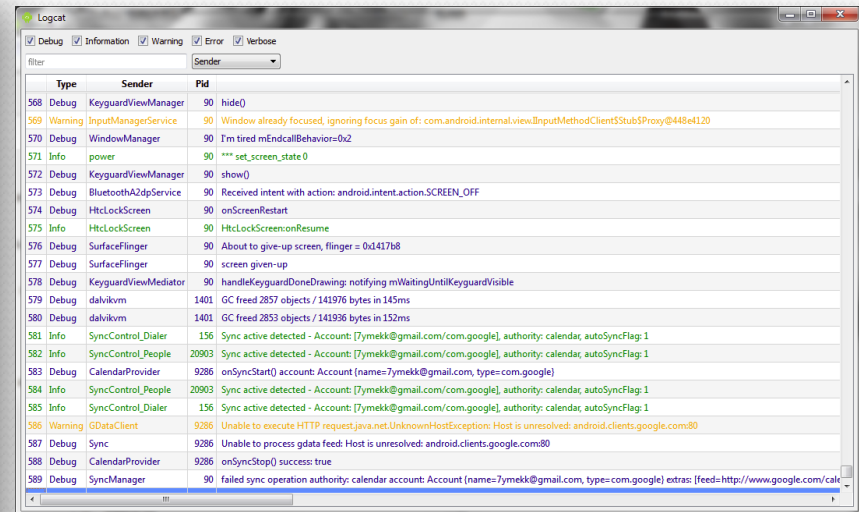 Logcat
Debug Information Warning Error Verbose
filter Sender
Type Sender Pid
568 Debug KeyguardViewManager 90 hide()
569 Warning InputManagerService 90 Window already focused, ignoring focus gain of: com.android.internal.view.IInputMethodClient$Stub$Proxy@448e4120
570 Debug WindowManager 90 I'm tired mEndcallBehavior=0x2
571 Info power 90 *** set_screen_state 0
572 Debug KeyguardViewManager 90 show()
573 Debug BluetoothA2dpService 90 Received intent with action: android.intent.action.SCREEN_OFF
574 Debug HtcLockScreen 90 onScreenRestart
575 Info HtcLockScreen 90 HtcLockScreen:onResume
576 Debug SurfaceFlinger 90 About to give-up screen, flinger = 0x1417b8
577 Debug SurfaceFlinger 90 screen given-up
578 Debug KeyguardViewMediator 90 handleKeyguardDoneDrawing: notifying mWaitingUntilKeyguardVisible
579 Debug dalvikvm 1401 GC freed 2857 objects / 141976 bytes in 145ms
580 Debug dalvikvm 1401 GC freed 2853 objects / 141936 bytes in 152ms
581 Info SyncControl_Dialer 156 Sync active detected - Account: [7ymekk@gmail.com/com.google], authority: calendar, autoSyncFlag: 1
582 Info SyncControl_People 20903 Sync active detected - Account: [7ymekk@gmail.com/com.google], authority: calendar, autoSyncFlag: 1
583 Debug CalendarProvider 9286 onSyncStart() account: Account {name=7ymekk@gmail.com, type=com.google}
584 Info SyncControl_People 20903 Sync active detected - Account: [7ymekk@gmail.com/com.google], authority: calendar, autoSyncFlag: 1
585 Info SyncControl_Dialer 156 Sync active detected - Account: [7ymekk@gmail.com/com.google], authority: calendar, autoSyncFlag: 1
586 Warning GDataClient 9286 Unable to execute HTTP request.java.net.UnknownHostException: Host is unresolved: android.clients.google.com:80
587 Debug Sync 9286 Unable to process gdata feed: Host is unresolved: android.clients.google.com:80
588 Debug CalendarProvider 9286 onSyncStop() success: true
589 Debug SyncManager 90 failed sync operation authority: calendar account: Account {name=7ymekk@gmail.com, type=com.google} extras: [feed=http://www.google.com/cale